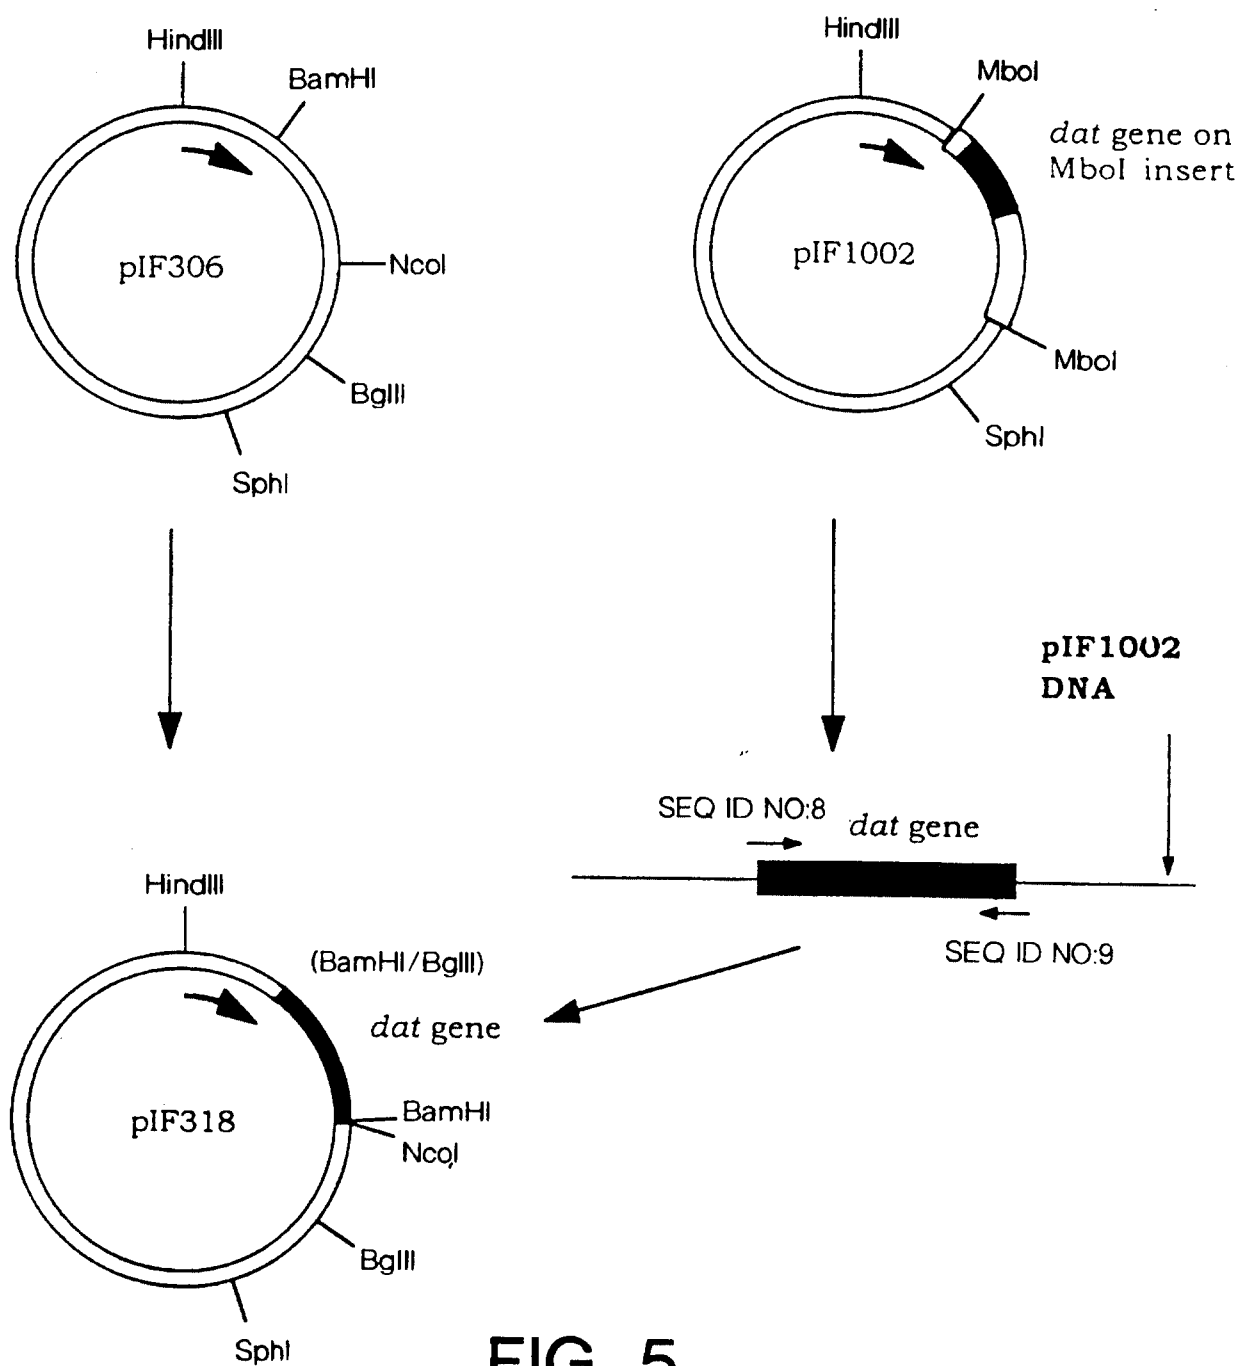 HindIII
BamHI
pIF306
NcoI
BglII
SphI
HindIII
MboI
dat gene on
MboI insert
pIF1002
MboI
SphI
pIF1002
DNA
SEQ ID NO:8
dat gene
SEQ ID NO:9
HindIII
(BamHI/BglII)
dat gene
pIF318
BamHI
NcoI
BglII
SphI
FIG. 5